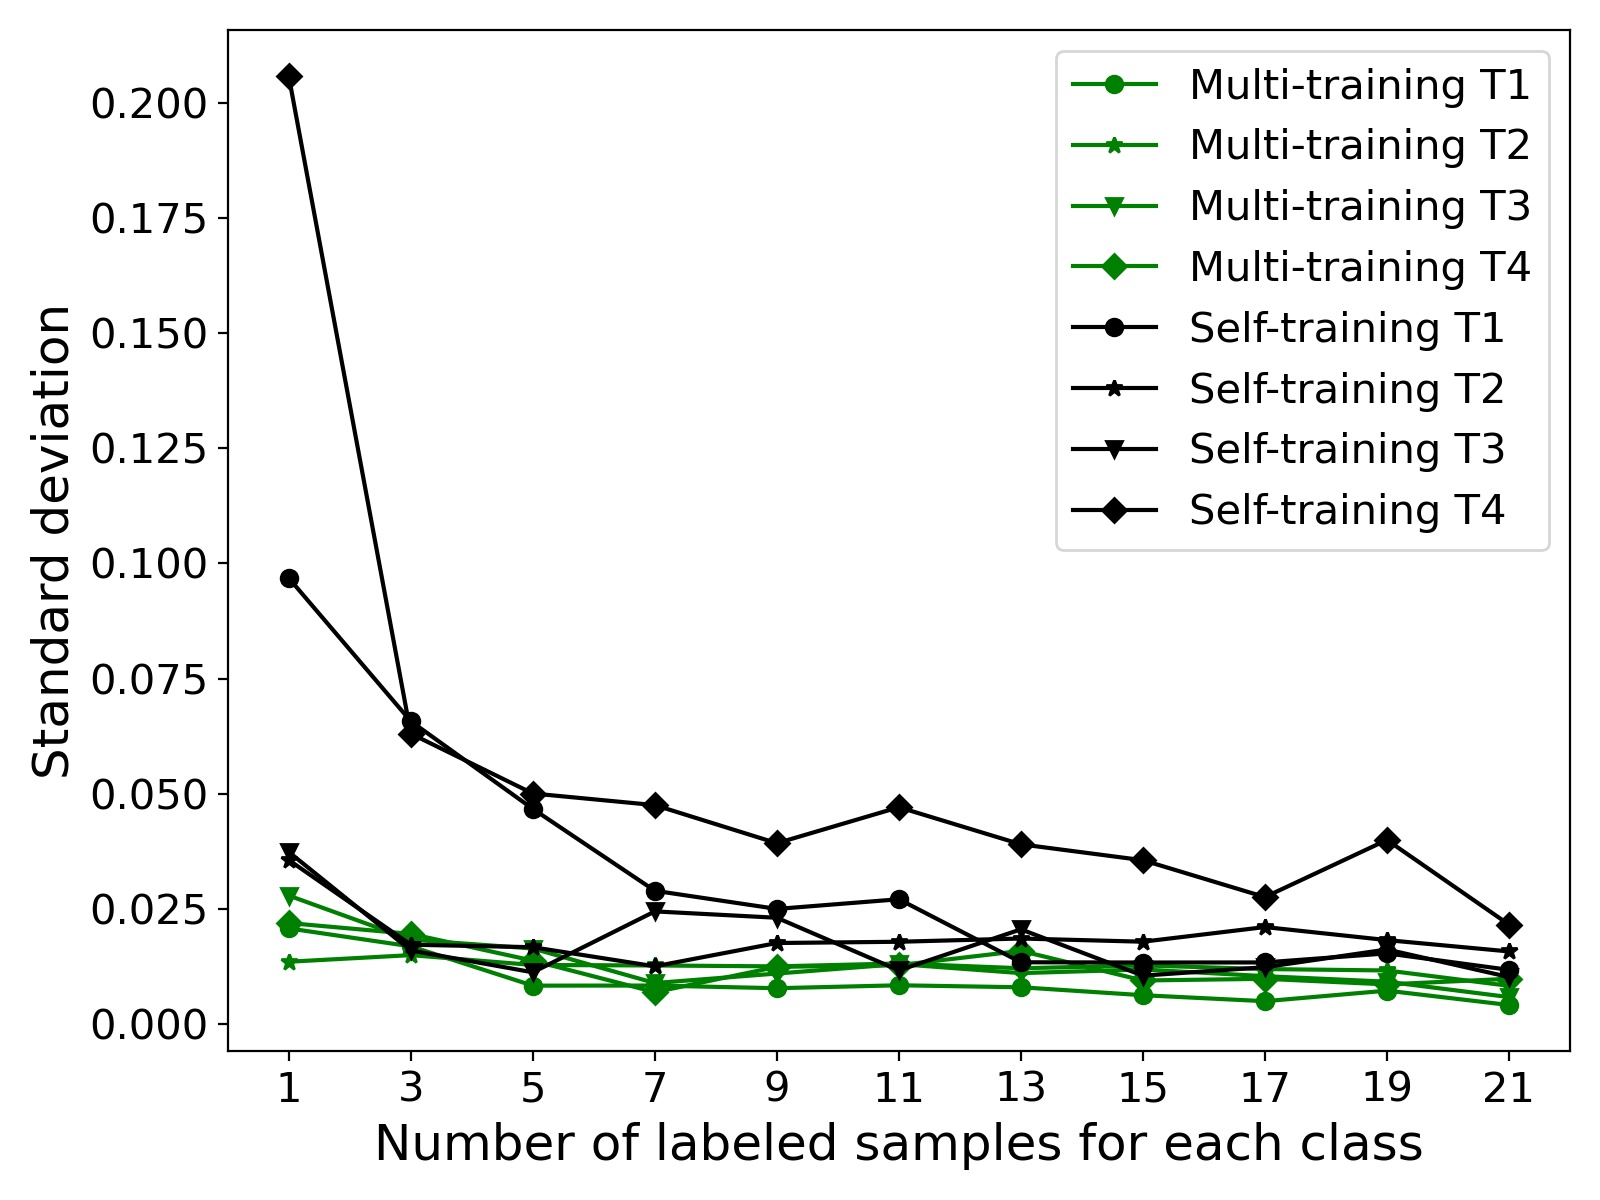 Standard deviation
0.200
0.175
0.150
0.125
0.100
0.075
0.050
0.025
0.000
Multi-training T1
Multi-training T2
Multi-training T3
Multi-training T4
Self-training T1
Self-training T2
Self-training T3
Self-training T4
1 3 5 7 9 11 13 15 17 19 21
Number of labeled samples for each class